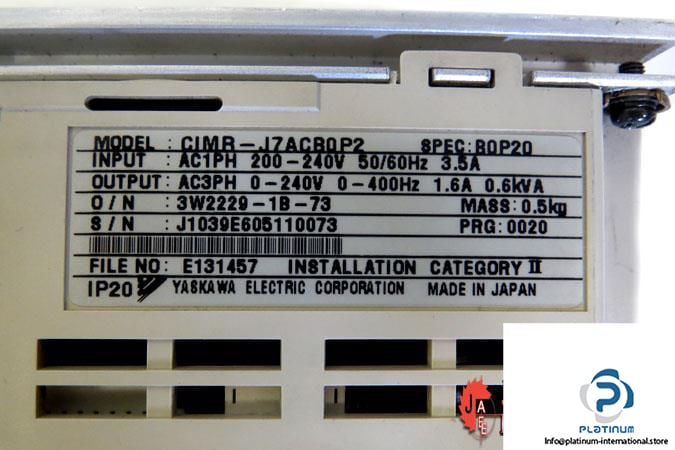 MODEL : CIMR-J7ACB0P2 SPEC: B0P20
INPUT : AC1PH 200-240V 50/60Hz 3.5A
OUTPUT : AC3PH 0-240V 0-400Hz 1.6A 0.6kVA
O/N : 3W2229-1B-73 MASS: 0.5kg
S/N : J1039E605110073 PRG: 0020
FILE NO: E131457 INSTALLATION CATEGORY II
IP20 YASKAWA ELECTRIC CORPORATION MADE IN JAPAN
JAEE
PLATINUM
Info@platinum-international.store